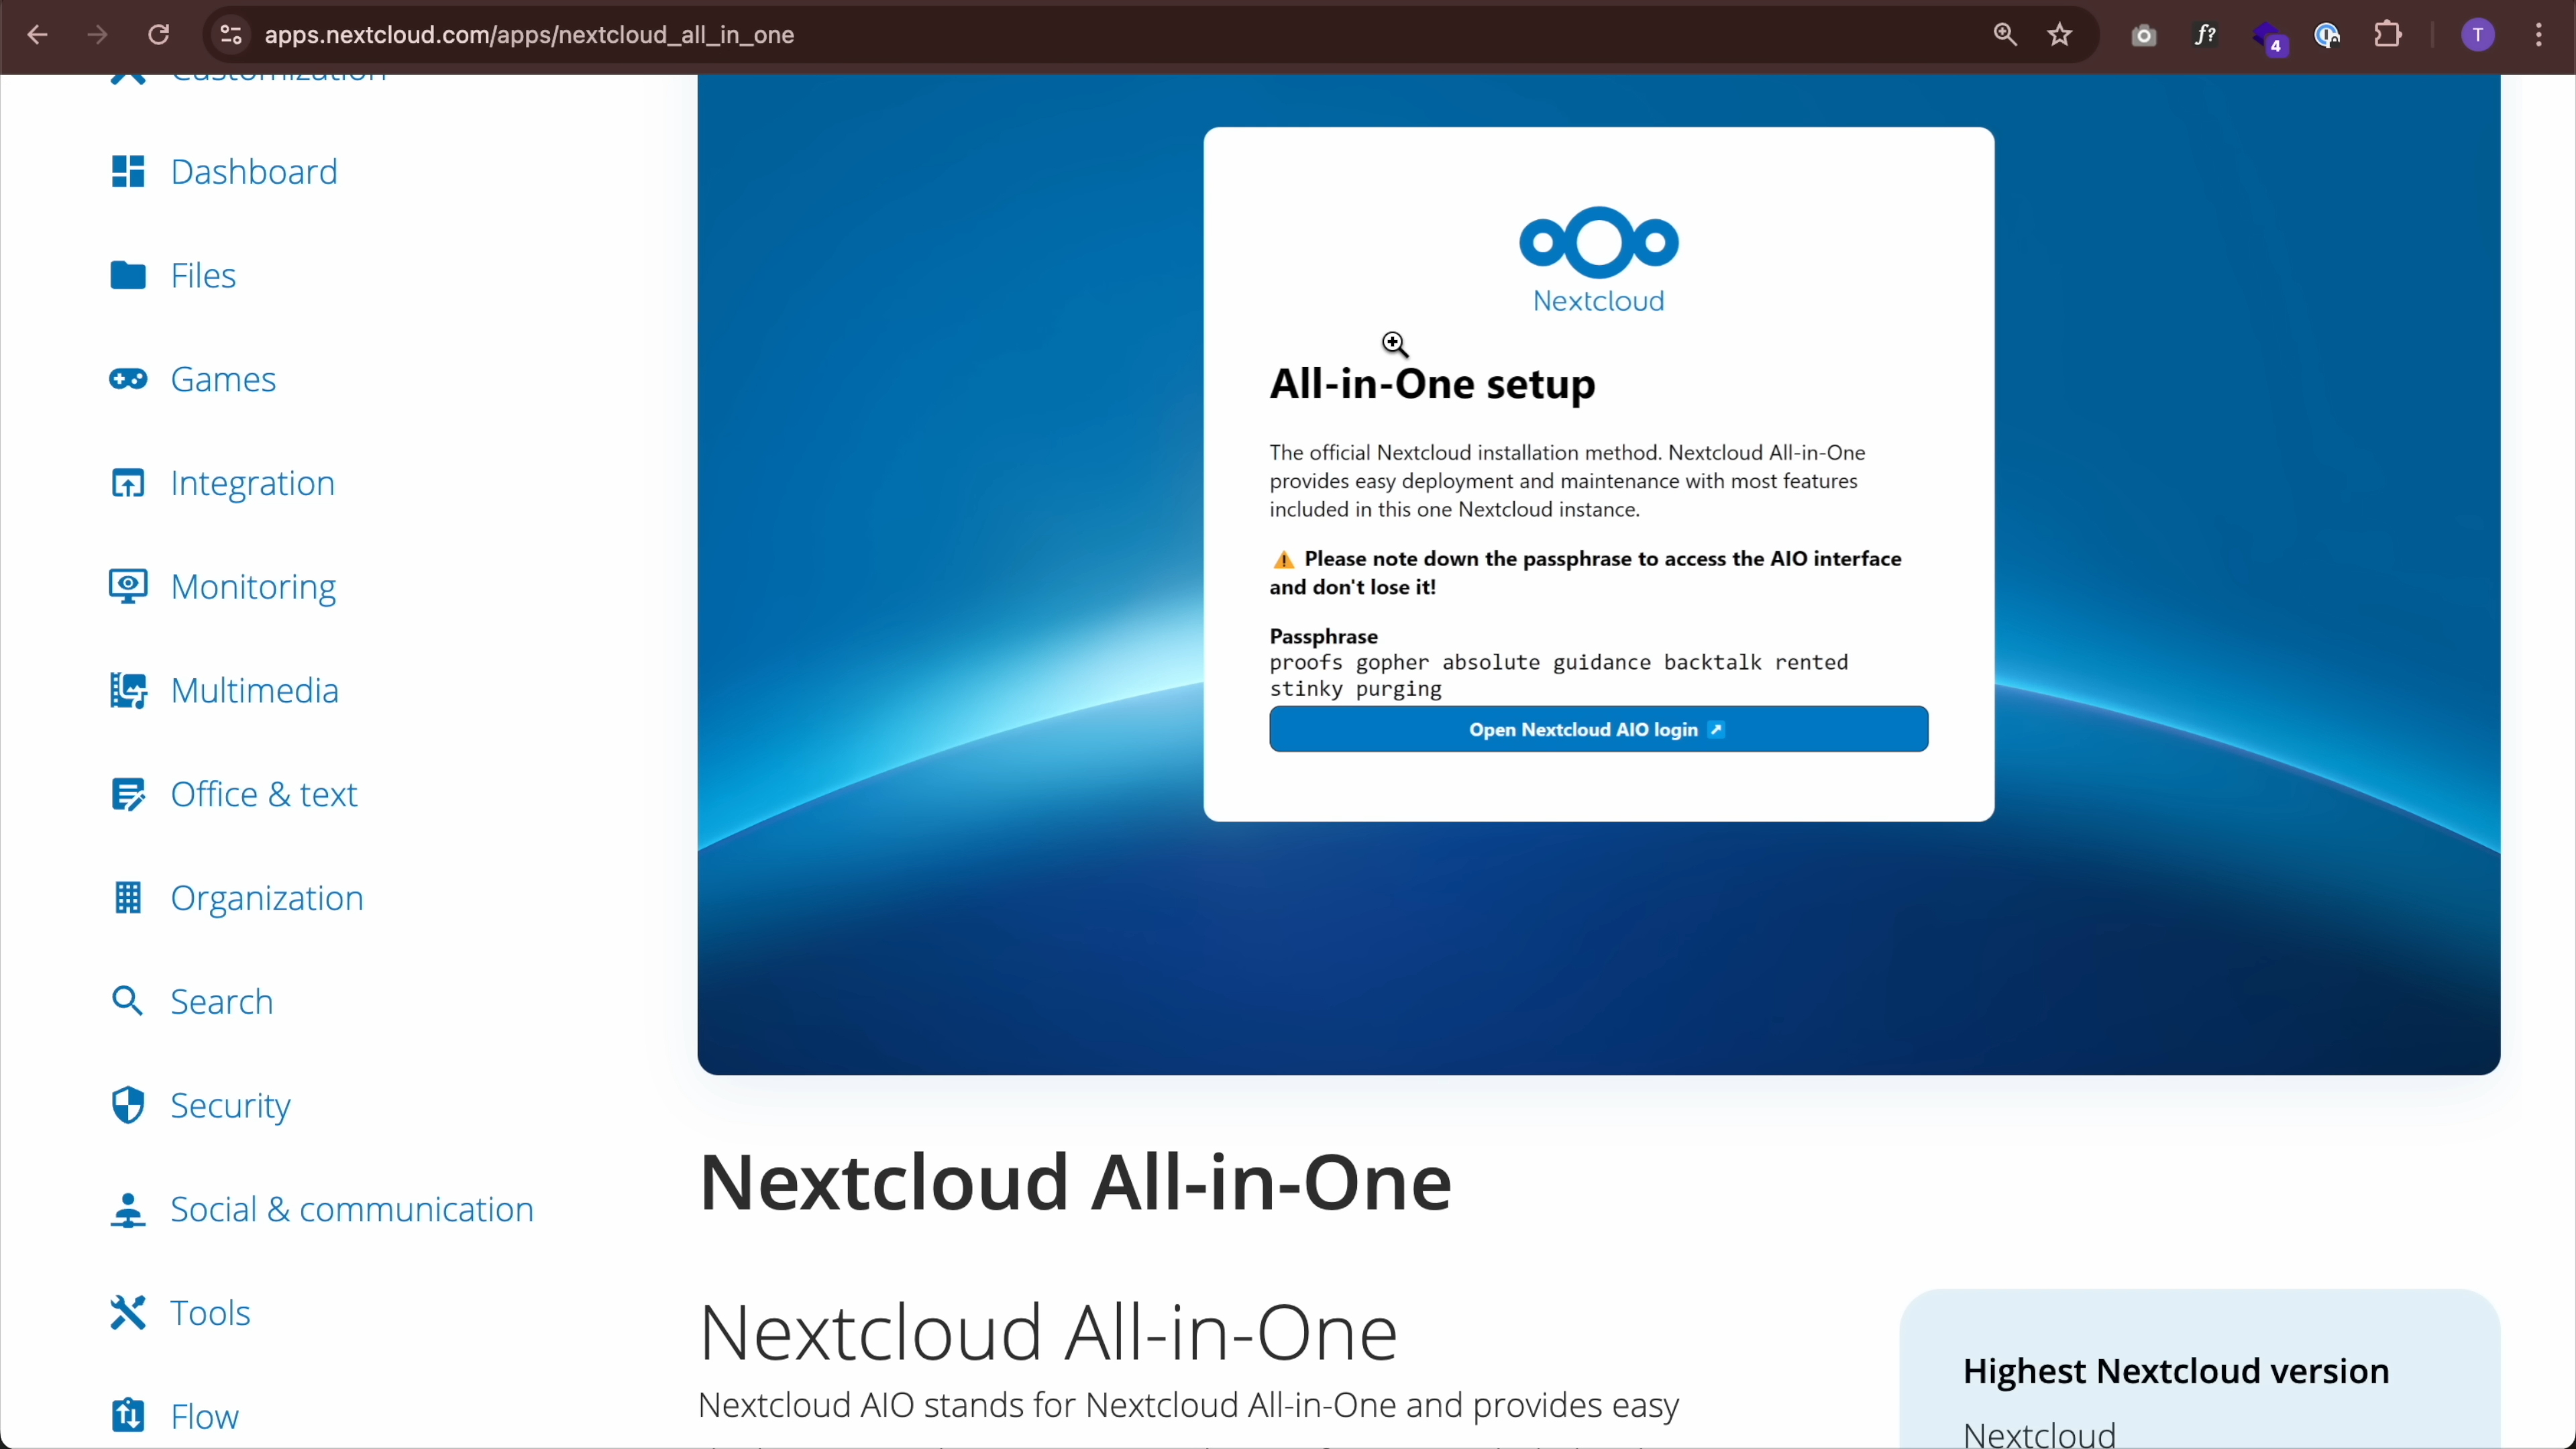 apps.nextcloud.com/apps/nextcloud_all_in_one
f?
4
T
Customization
Dashboard
Files
Games
Integration
Monitoring
Multimedia
Office & text
Organization
Search
Security
Social & communication
Tools
Flow
Nextcloud
All-in-One setup
The official Nextcloud installation method. Nextcloud All-in-One
provides easy deployment and maintenance with most features
included in this one Nextcloud instance.
Please note down the passphrase to access the AIO interface
and don't lose it!
Passphrase
proofs gopher absolute guidance backtalk rented
stinky purging
Open Nextcloud AIO login
Nextcloud All-in-One
Nextcloud All-in-One
Nextcloud AIO stands for Nextcloud All-in-One and provides easy
Highest Nextcloud version
Nextcloud